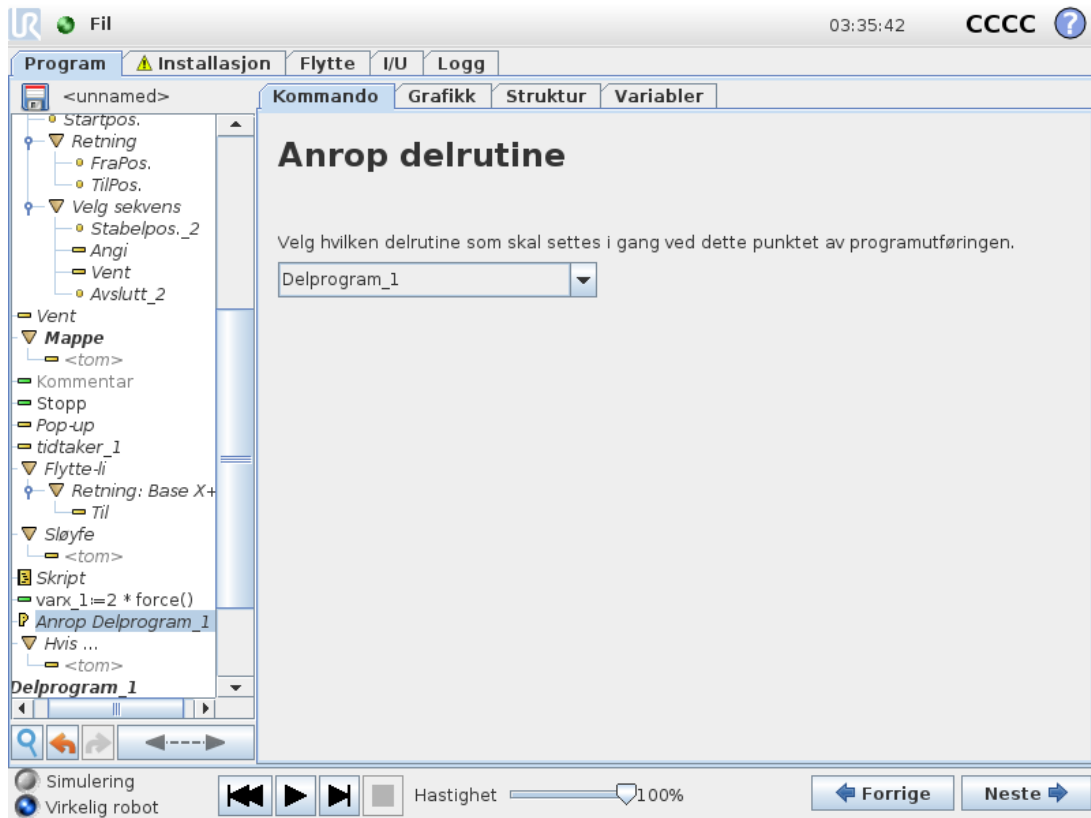 UR Fil 03:35:42 CCCC ?
Program Installasjon Flytte I/U Logg
<unnamed>
Kommando Grafikk Struktur Variabler
Startpos.
Retning
FraPos.
TilPos.
Velg sekvens
Stabelpos._2
Angi
Vent
Avslutt_2
Vent
Mappe
<tom>
Kommentar
Stopp
Pop-up
tidtaker_1
Flytte-li
Retning: Base X+
Til
Sløyfe
<tom>
Skript
varx_1:=2 * force()
P Anrop Delprogram_1
Hvis ...
<tom>
Delprogram_1
Anrop delrutine
Velg hvilken delrutine som skal settes i gang ved dette punktet av programutføringen.
Delprogram_1
Simulering
Virkelig robot
Hastighet 100%
Forrige
Neste